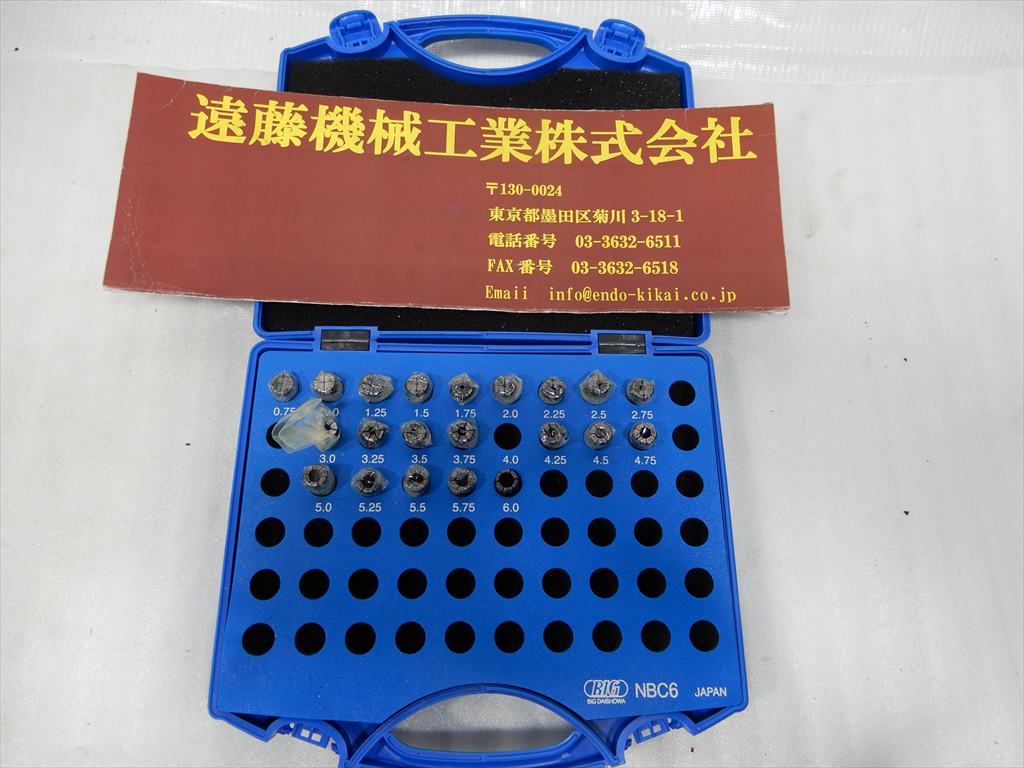 遠藤機械工業株式会社
〒130-0024
東京都墨田区菊川 3-18-1
電話番号 03-3632-6511
FAX 番号 03-3632-6518
Emaii info@endo-kikai.co.jp
0.75 1.25 1.5 1.75 2.0 2.25 2.5 2.75
3.0 3.25 3.5 3.75 4.0 4.25 4.5 4.75
5.0 5.25 5.5 5.75 6.0
BIG NBC6 JAPAN
BIG DAISHOWA